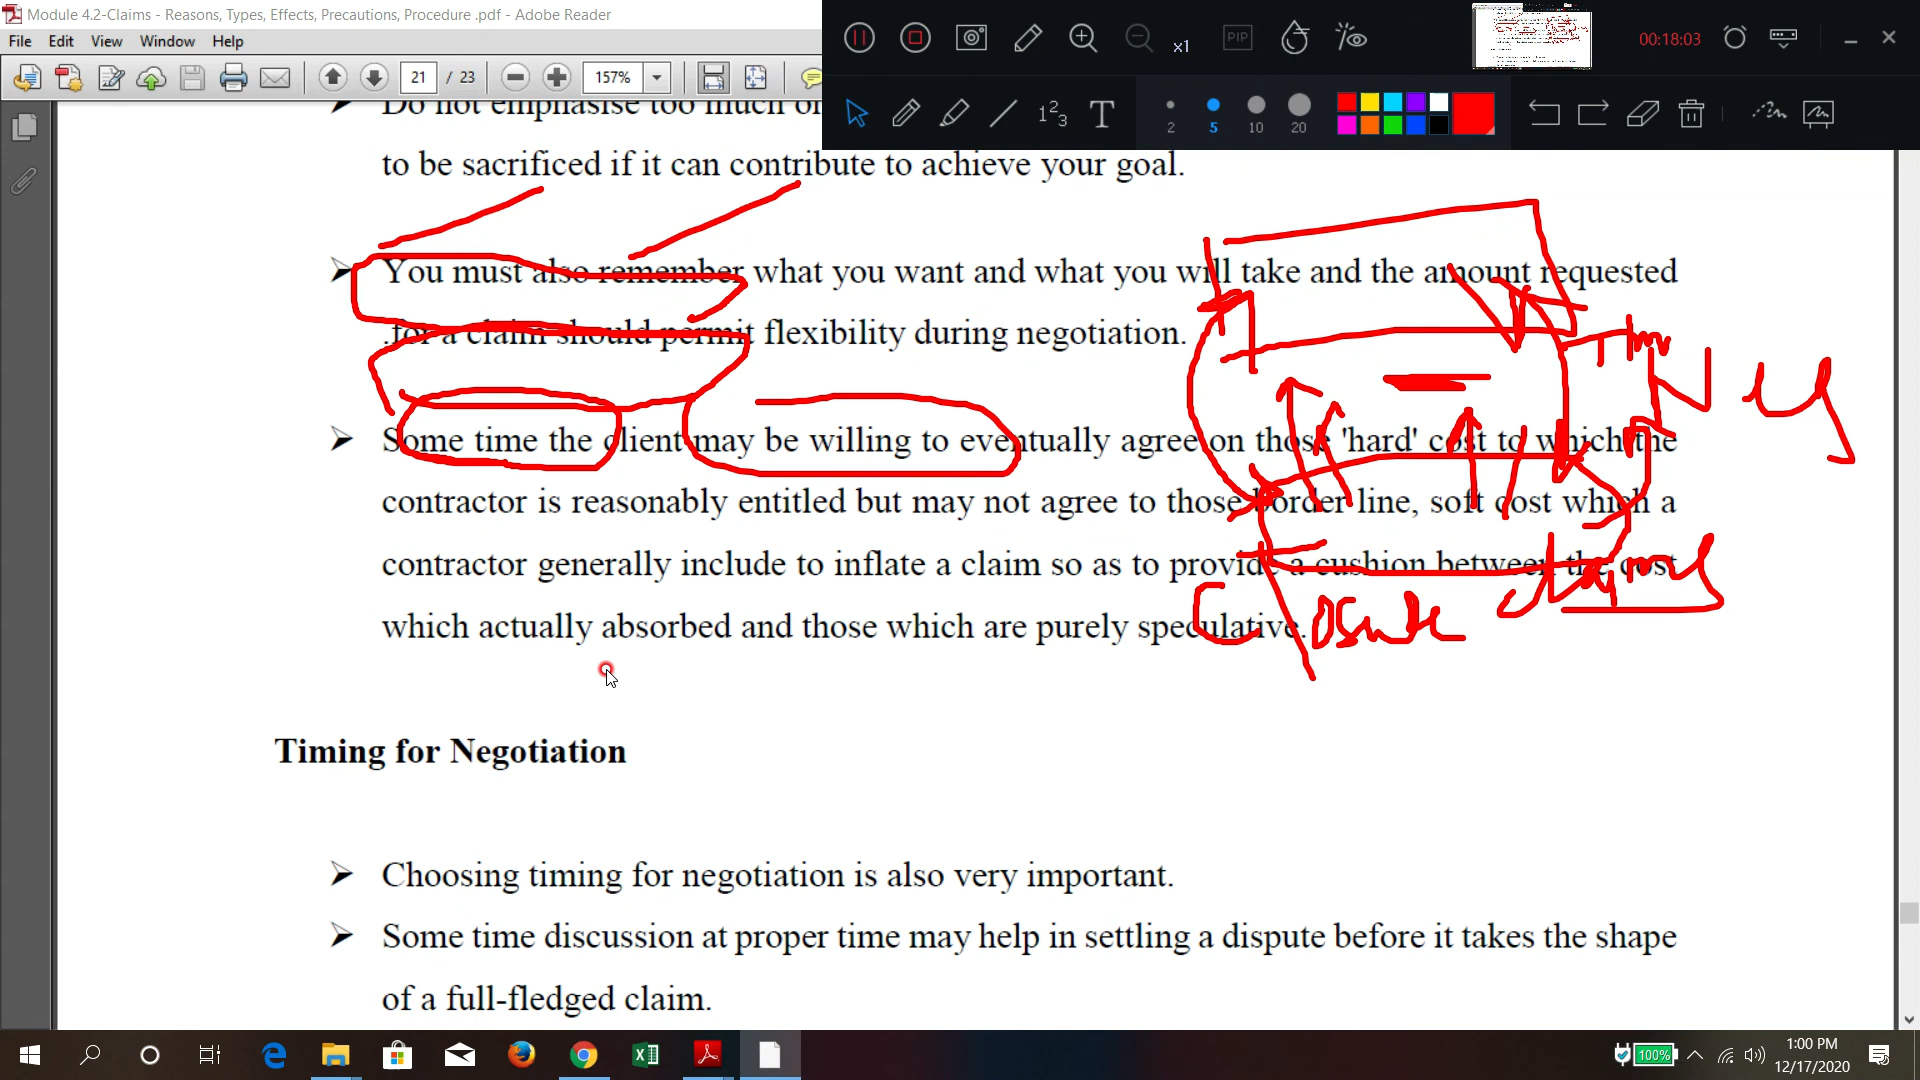 Module 4.2-Claims - Reasons, Types, Effects, Precautions, Procedure .pdf - Adobe Reader
File Edit View Window Help
21 / 23 157%
x1 PIP 00:18:03
1 2 3 T 2 5 10 20
Do not emphasise too much or
to be sacrificed if it can contribute to achieve your goal.
You must also remember what you want and what you will take and the amount requested
.for a claim should permit flexibility during negotiation.
Some time the client may be willing to eventually agree on those 'hard' cost to which the
contractor is reasonably entitled but may not agree to those border line, soft cost which a
contractor generally include to inflate a claim so as to provide a cushion between the cost
which actually absorbed and those which are purely speculative.
claims
Timing for Negotiation
Choosing timing for negotiation is also very important.
Some time discussion at proper time may help in settling a dispute before it takes the shape
of a full-fledged claim.
100% 1:00 PM
12/17/2020